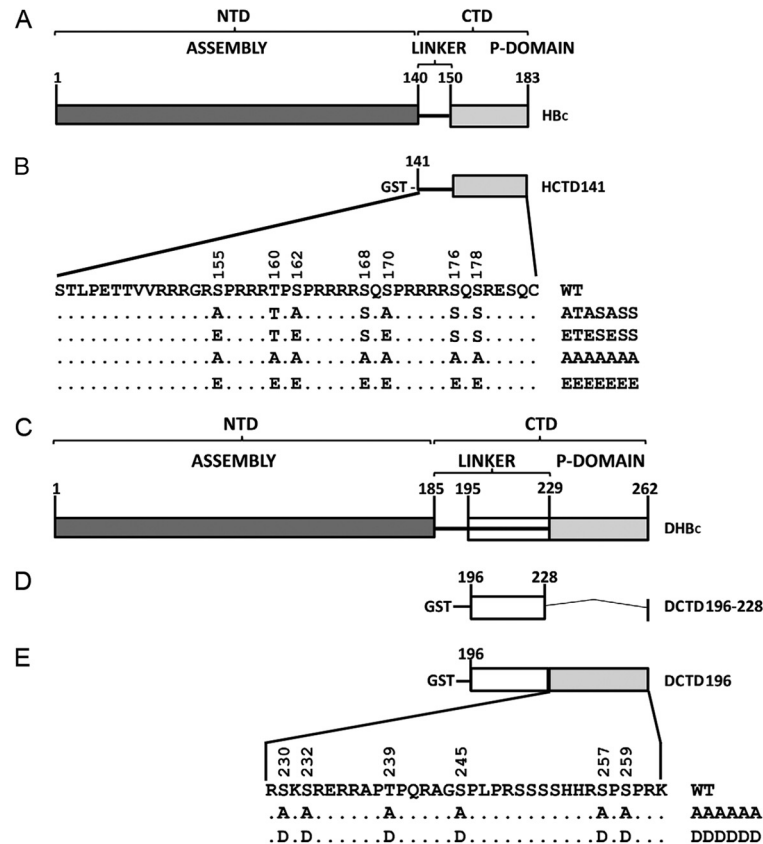 A
NTD CTD
ASSEMBLY LINKER P-DOMAIN
1 140 150 183
HBc
B
141
GST - HCTD141
155 160 162 168 170 176 178
STLPETTVVRRRGRSPRRRTPSPRRRRSQSPRRRRSQSRESQC WT
..............A....T.A.....S.A.....S.S...... ATASASS
..............E....T.E.....S.E.....S.S...... ETESESS
..............A....A.A.....A.A.....A.A...... AAAAAAA
..............E....E.E.....E.E.....E.E...... EEEEEEE
C
NTD CTD
ASSEMBLY LINKER P-DOMAIN
1 185 195 229 262
DHBc
D
196 228
GST DCTD196-228
E
196
GST DCTD196
230 232 239 245 257 259
RSKSRERRAPTPQRAGSPLPRSSSSHHRSPSPRK WT
.A.A......A.....A...........A.A... AAAAAA
.D.D......D.....D...........D.D... DDDDDD